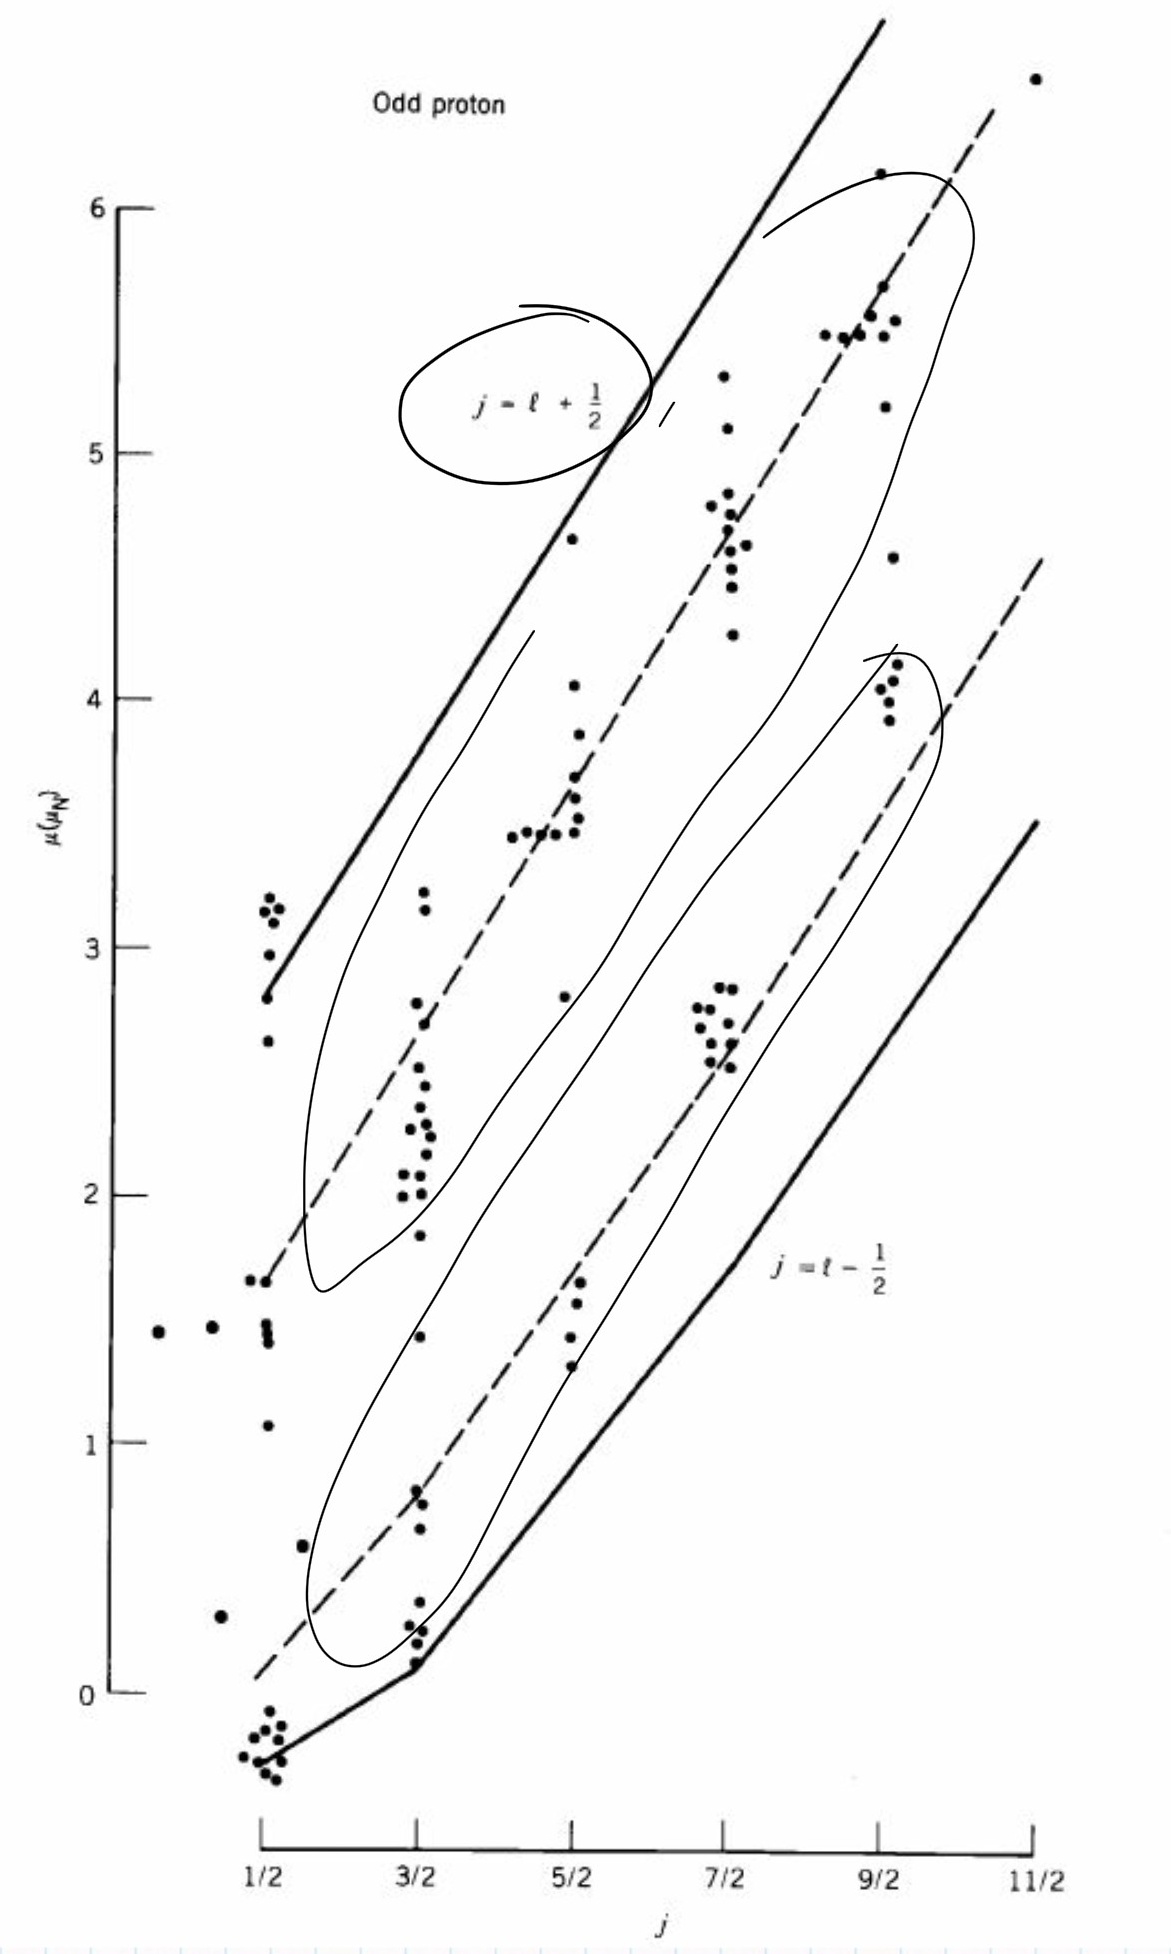 Odd proton
6
j = ℓ + 1/2
5
4
μ(μN)
3
2
j = ℓ − 1/2
1
0
1/2 3/2 5/2 7/2 9/2 11/2
j